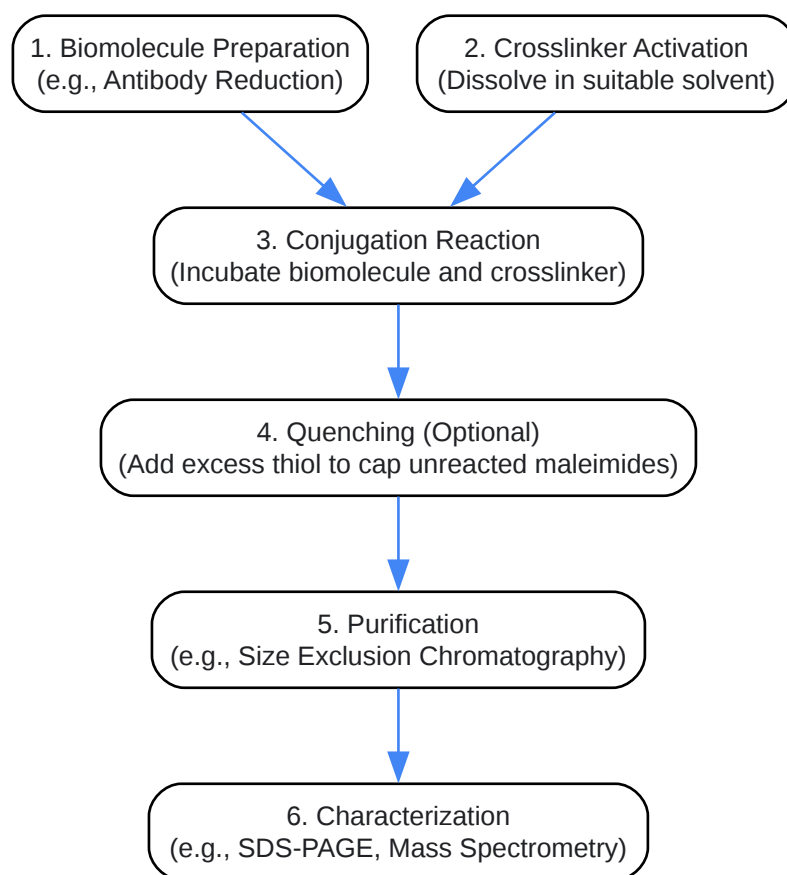 1. Biomolecule Preparation
(e.g., Antibody Reduction)
2. Crosslinker Activation
(Dissolve in suitable solvent)
3. Conjugation Reaction
(Incubate biomolecule and crosslinker)
4. Quenching (Optional)
(Add excess thiol to cap unreacted maleimides)
5. Purification
(e.g., Size Exclusion Chromatography)
6. Characterization
(e.g., SDS-PAGE, Mass Spectrometry)